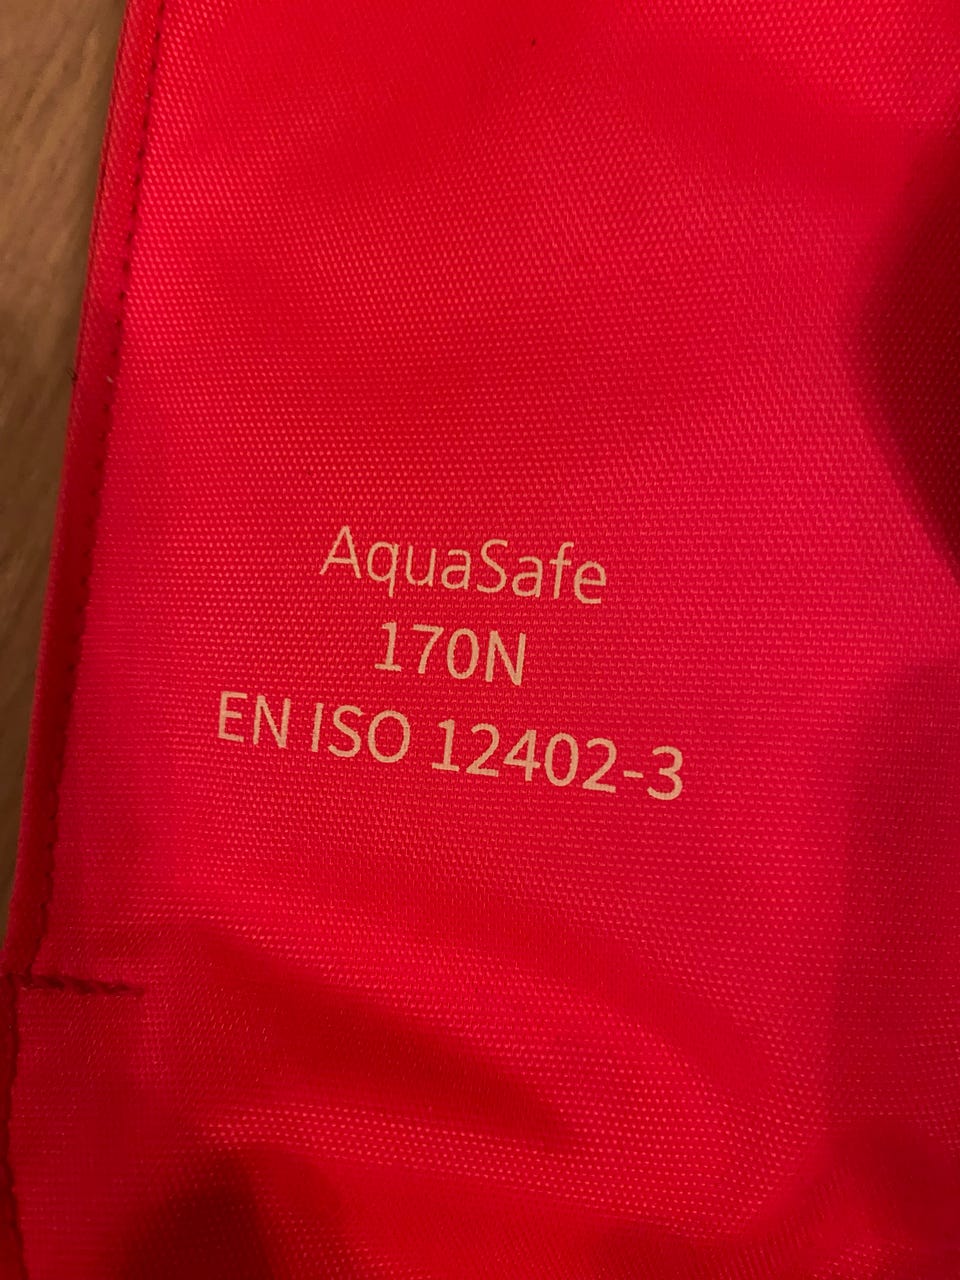 AquaSafe
170N
EN ISO 12402-3